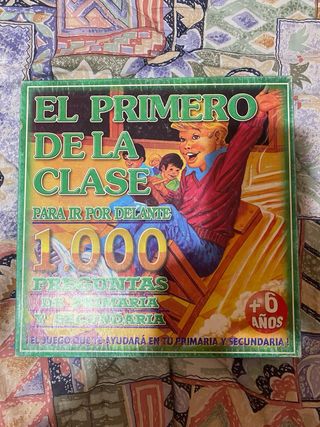 EL PRIMERO
DE LA
CLASE
PARA IR POR DELANTE
1.000
PREGUNTAS
DE PRIMARIA
Y SECUNDARIA
+6
AÑOS
¡EL JUEGO QUE TE AYUDARÁ EN TU PRIMARIA Y SECUNDARIA!